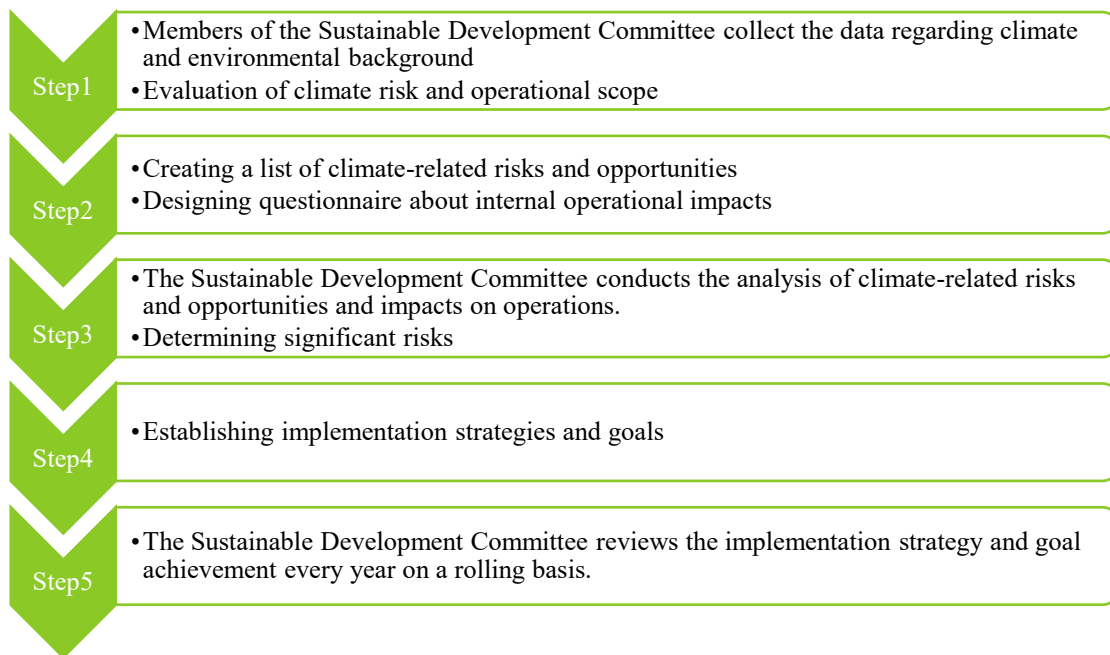 Step1
•Members of the Sustainable Development Committee collect the data regarding climate
and environmental background
•Evaluation of climate risk and operational scope
Step2
•Creating a list of climate-related risks and opportunities
•Designing questionnaire about internal operational impacts
Step3
•The Sustainable Development Committee conducts the analysis of climate-related risks
and opportunities and impacts on operations.
•Determining significant risks
Step4
•Establishing implementation strategies and goals
Step5
•The Sustainable Development Committee reviews the implementation strategy and goal
achievement every year on a rolling basis.